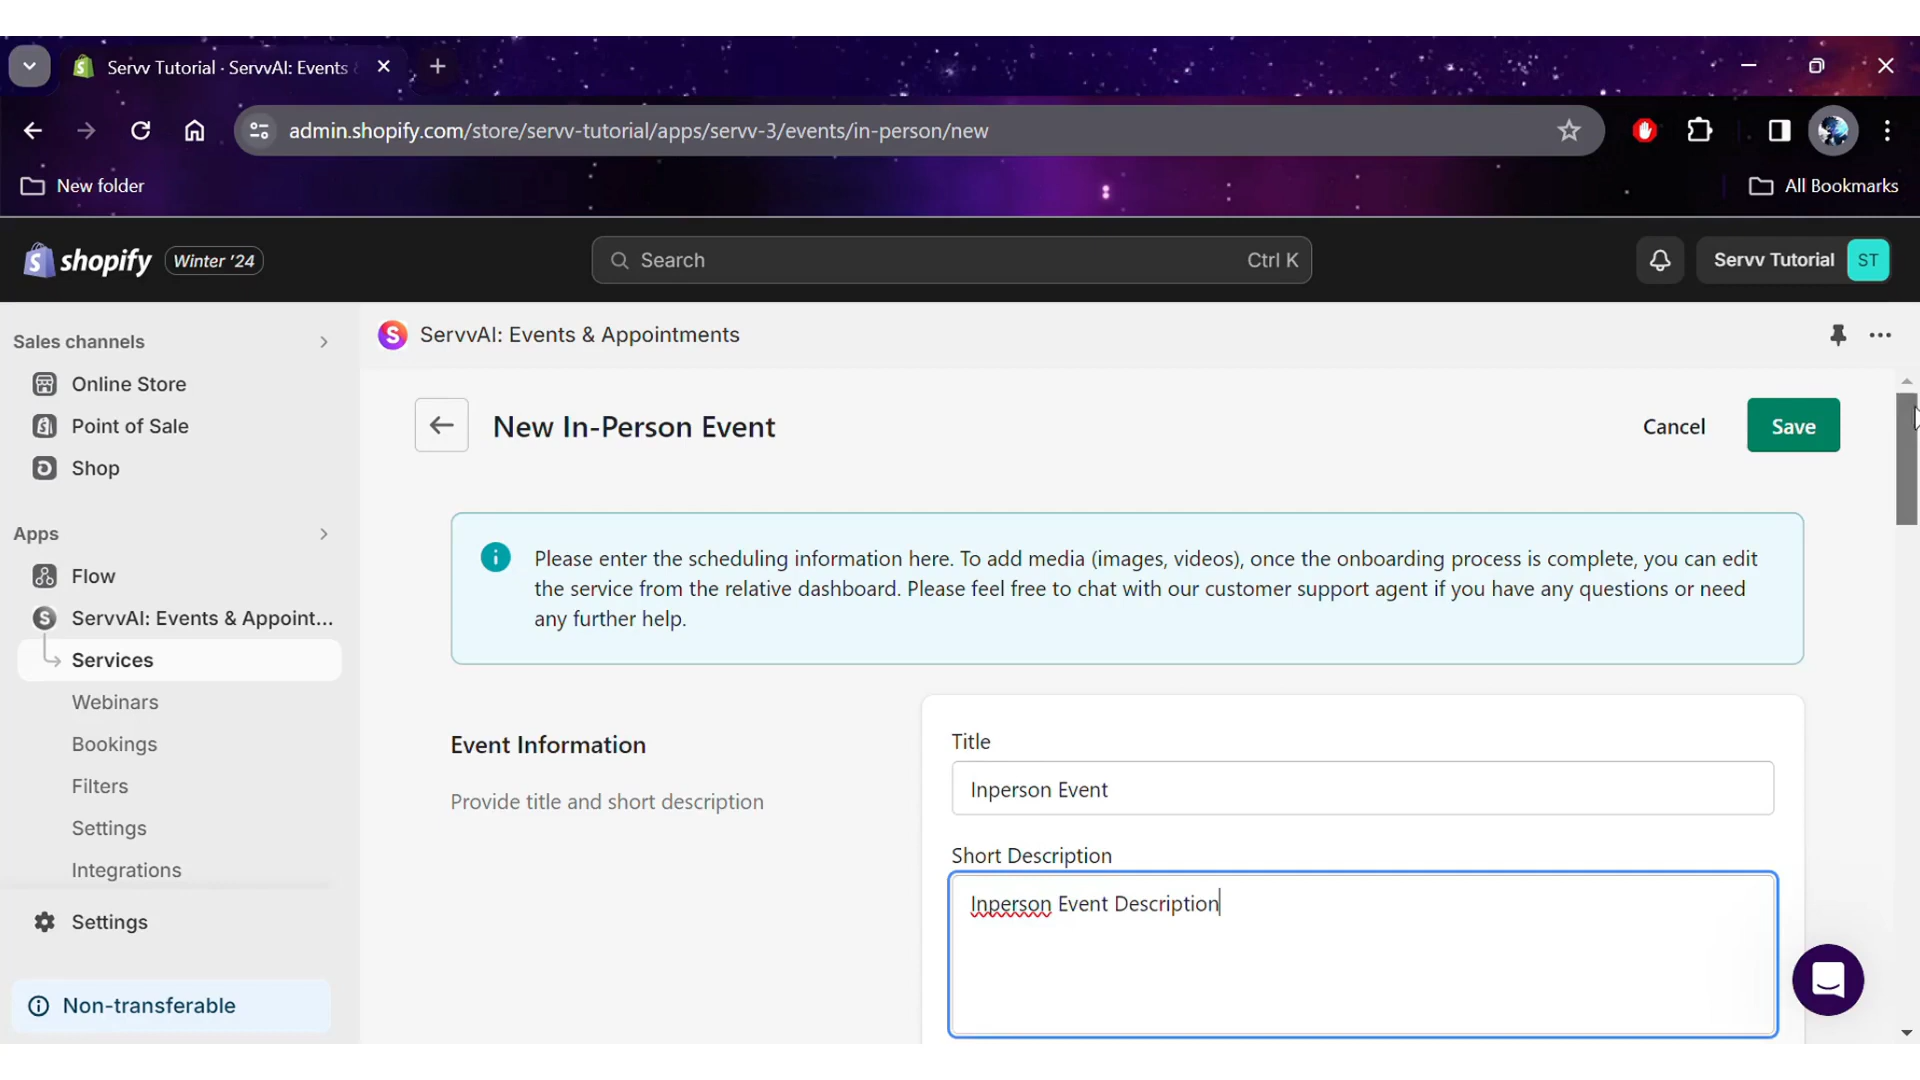 Servv Tutorial · ServvAI: Events
admin.shopify.com/store/servv-tutorial/apps/servv-3/events/in-person/new
New folder
All Bookmarks
shopify
Winter '24
Search
Ctrl K
Servv Tutorial
ST
Sales channels
Online Store
Point of Sale
Shop
Apps
Flow
ServvAI: Events & Appoint...
Services
Webinars
Bookings
Filters
Settings
Integrations
Settings
Non-transferable
ServvAI: Events & Appointments
New In-Person Event
Cancel
Save
Please enter the scheduling information here. To add media (images, videos), once the onboarding process is complete, you can edit
the service from the relative dashboard. Please feel free to chat with our customer support agent if you have any questions or need
any further help.
Event Information
Provide title and short description
Title
Inperson Event
Short Description
Inperson Event Description